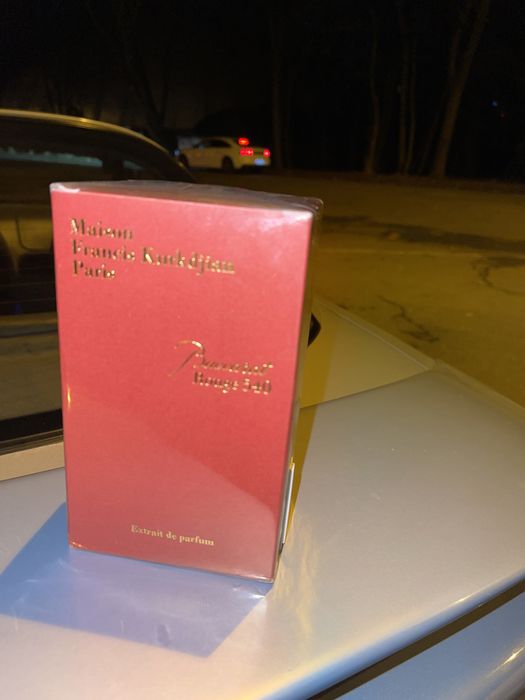 Maison
Francis Kurkdjian
Paris
Baccarat
Rouge 540
Extrait de parfum